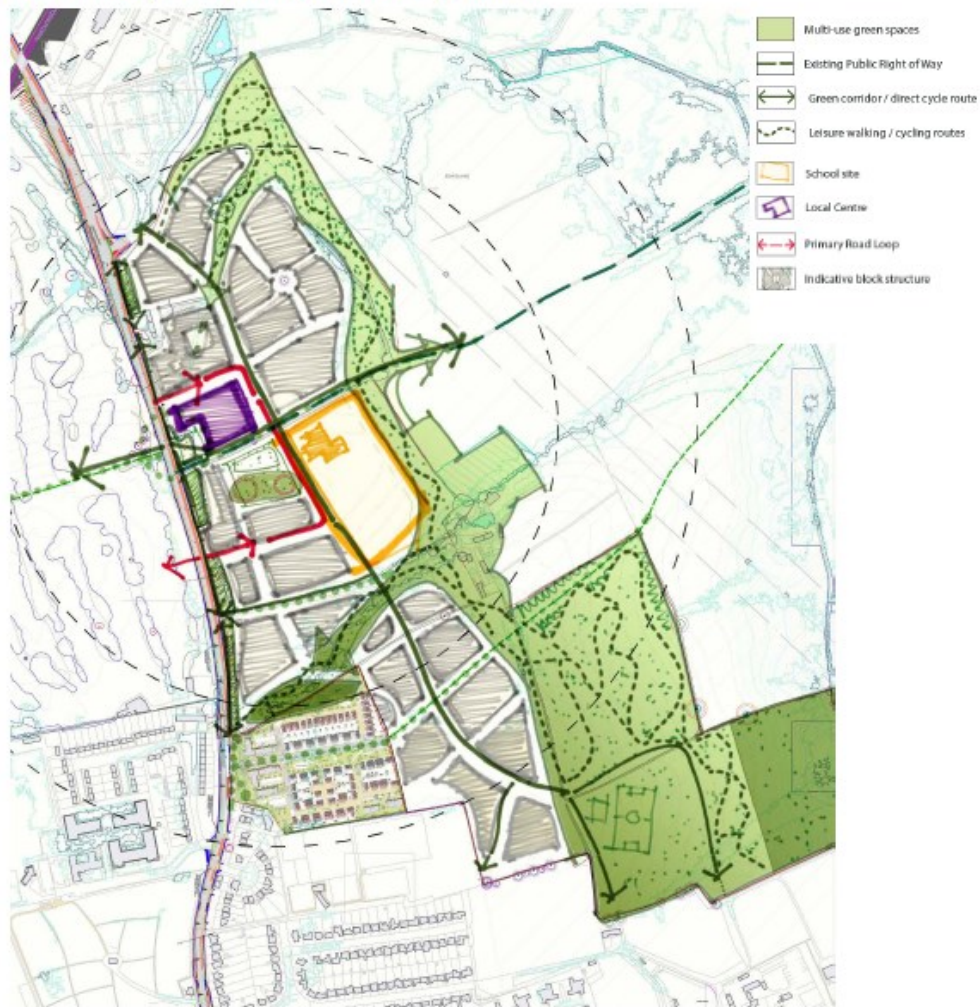 Multi-use green spaces
Existing Public Right of Way
Green corridor / direct cycle route
Leisure walking / cycling routes
School site
Local Centre
Primary Road Loop
Indicative block structure